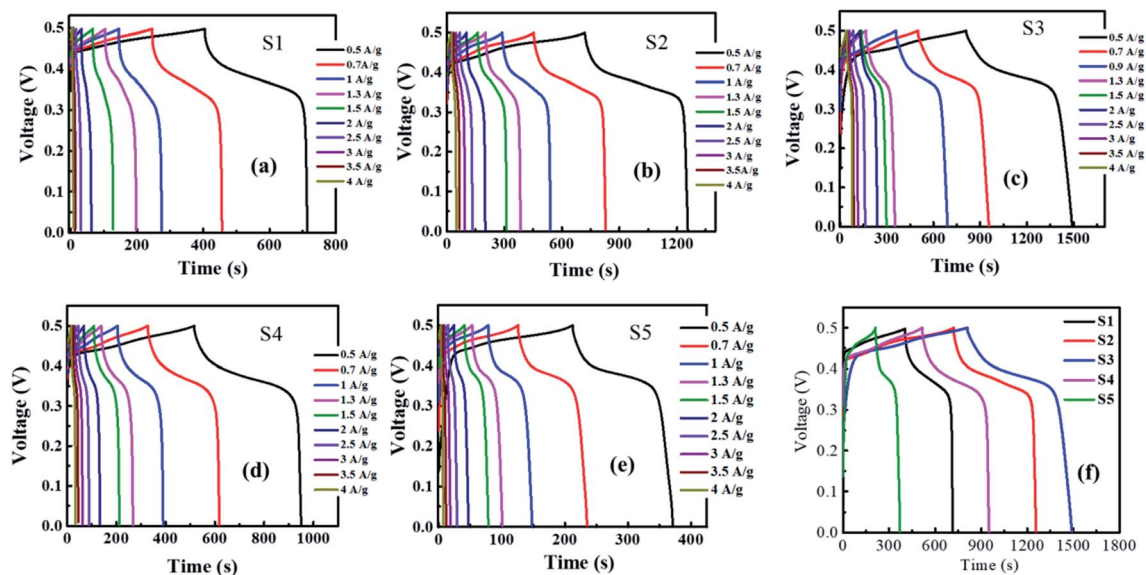 S1
Voltage (V)
0.5
0.4
0.3
0.2
0.1
0.0
0 200 400 600 800
Time (s)
0.5 A/g
0.7A/g
1 A/g
1.3 A/g
1.5 A/g
2 A/g
2.5 A/g
3 A/g
3.5 A/g
4 A/g
(a)
S2
Voltage (V)
0.5
0.4
0.3
0.2
0.1
0.0
0 300 600 900 1200
Time (s)
0.5 A/g
0.7 A/g
1 A/g
1.3 A/g
1.5 A/g
2 A/g
2.5 A/g
3 A/g
3.5A/g
4 A/g
(b)
S3
Voltage (V)
0.5
0.4
0.3
0.2
0.1
0.0
0 300 600 900 1200 1500
Time (s)
0.5 A/g
0.7 A/g
0.9 A/g
1.3 A/g
1.5 A/g
2 A/g
2.5 A/g
3 A/g
3.5 A/g
4 A/g
(c)
S4
Voltage (V)
0.5
0.4
0.3
0.2
0.1
0.0
0 200 400 600 800 1000
Time (s)
0.5 A/g
0.7 A/g
1 A/g
1.3 A/g
1.5 A/g
2 A/g
2.5 A/g
3 A/g
3.5 A/g
4 A/g
(d)
S5
Voltage (V)
0.5
0.4
0.3
0.2
0.1
0.0
0 100 200 300 400
Time (s)
0.5 A/g
0.7 A/g
1 A/g
1.3 A/g
1.5 A/g
2 A/g
2.5 A/g
3 A/g
3.5 A/g
4 A/g
(e)
Voltage (V)
0.5
0.4
0.3
0.2
0.1
0.0
0 300 600 900 1200 1500 1800
Time (s)
S1
S2
S3
S4
S5
(f)